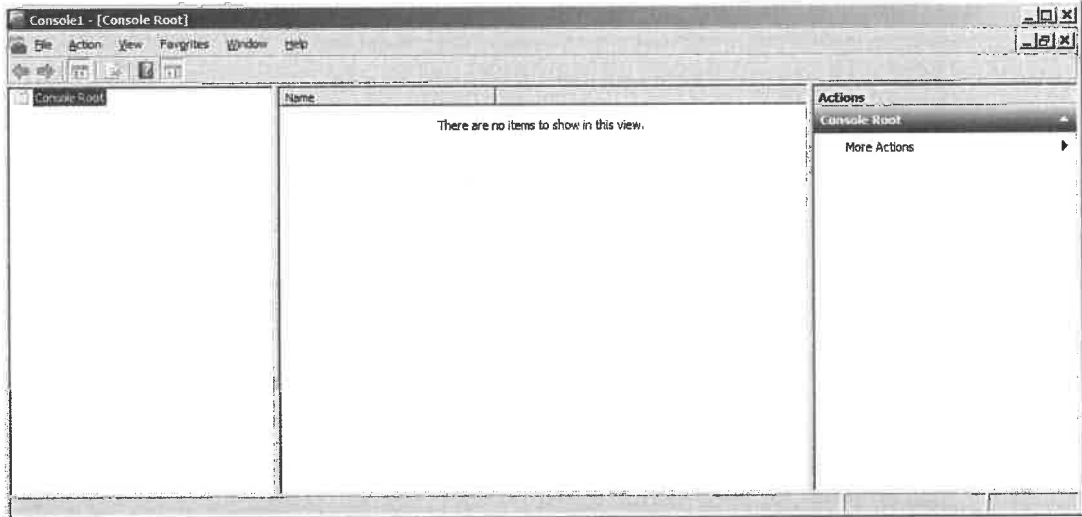 Console1 - [Console Root]
File Action View Favorites Window Help
Console Root
Name
There are no items to show in this view.
Actions
Console Root
More Actions